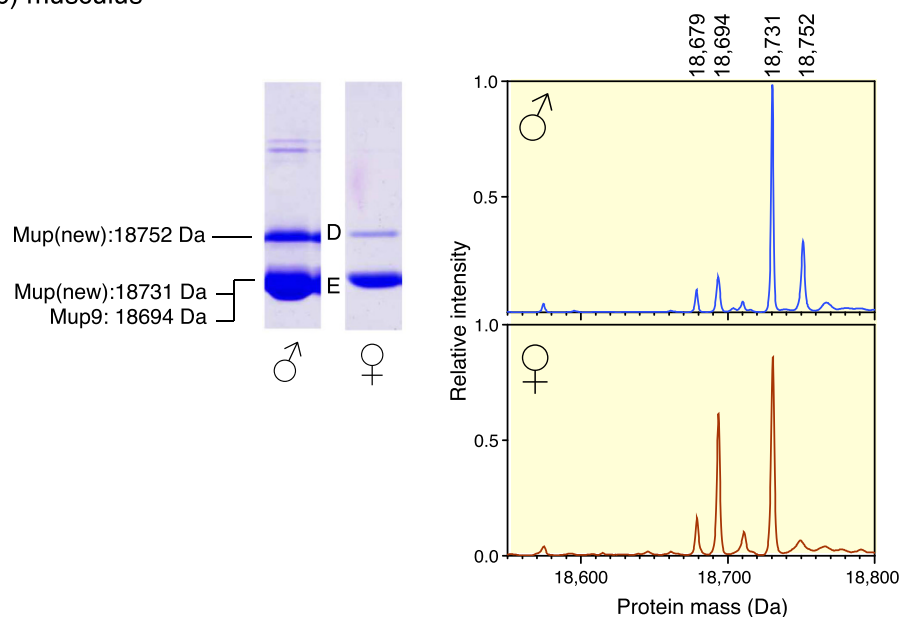 musculus
18,679
18,694
18,731
18,752
Mup(new):18752 Da
D
Mup(new):18731 Da
E
Mup9: 18694 Da
♂
♀
Relative intensity
1.0
♂
0.5
1.0
♀
0.5
0.0
18,600
18,700
18,800
Protein mass (Da)